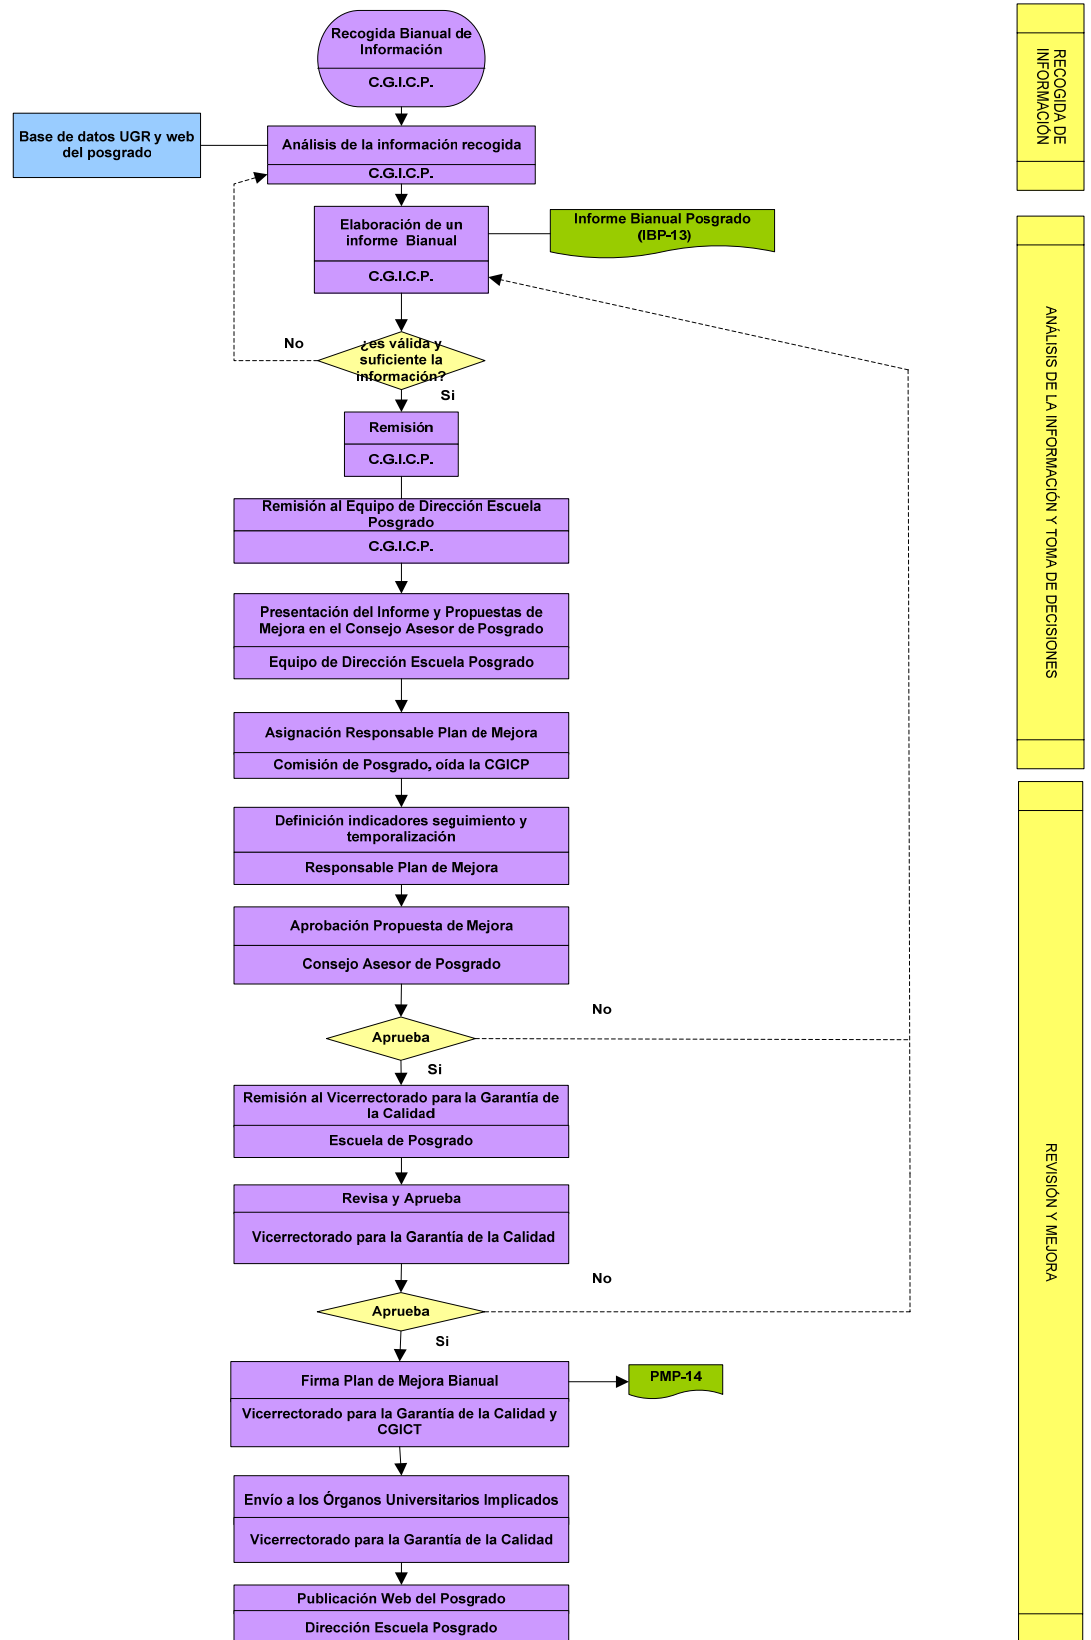 Recogida Bianual de
Información
C.G.I.C.P.
RECOGIDA DE
INFORMACIÓN
Base de datos UGR y web
del posgrado
Análisis de la información recogida
C.G.I.C.P.
Elaboración de un
informe Bianual
C.G.I.C.P.
Informe Bianual Posgrado
(IBP-13)
ANÁLISIS DE LA INFORMACIÓN Y TOMA DE DECISIONES
No
¿es válida y
suficiente la
información?
Si
Remisión
C.G.I.C.P.
Remisión al Equipo de Dirección Escuela
Posgrado
C.G.I.C.P.
Presentación del Informe y Propuestas de
Mejora en el Consejo Asesor de Posgrado
Equipo de Dirección Escuela Posgrado
Asignación Responsable Plan de Mejora
Comisión de Posgrado, oída la CGICP
Definición indicadores seguimiento y
temporalización
Responsable Plan de Mejora
Aprobación Propuesta de Mejora
Consejo Asesor de Posgrado
No
Aprueba
Si
REVISIÓN Y MEJORA
Remisión al Vicerrectorado para la Garantía de
la Calidad
Escuela de Posgrado
Revisa y Aprueba
Vicerrectorado para la Garantía de la Calidad
No
Aprueba
Si
Firma Plan de Mejora Bianual
Vicerrectorado para la Garantía de la Calidad y
CGICT
PMP-14
Envío a los Órganos Universitarios Implicados
Vicerrectorado para la Garantía de la Calidad
Publicación Web del Posgrado
Dirección Escuela Posgrado